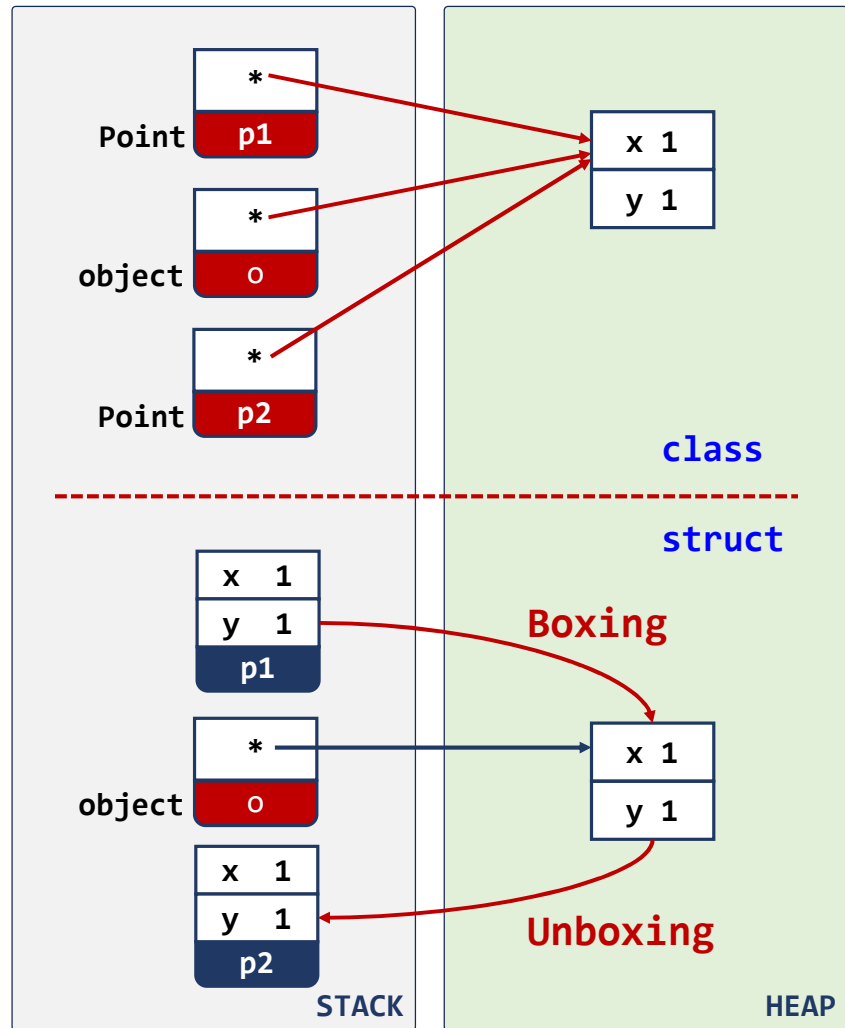 *
Point p1
x 1
y 1
*
object o
*
Point p2
class
struct
x 1
y 1
p1
Boxing
*
object o
x 1
y 1
x 1
y 1
p2
Unboxing
STACK
HEAP